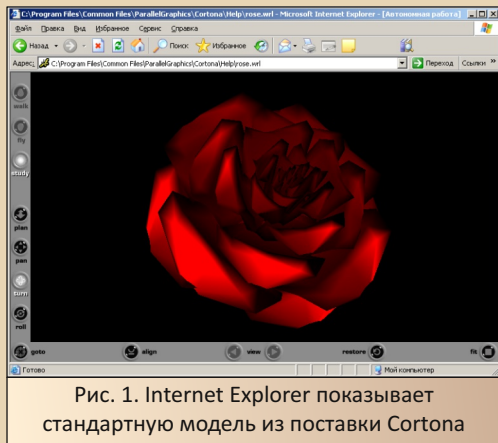 C:\Program Files\Common Files\ParallelGraphics\Cortona\Help\rose.wrl - Microsoft Internet Explorer - [Автономная работа]
Файл Правка Вид Избранное Сервис Справка
Назад Поиск Избранное
Адрес: C:\Program Files\Common Files\ParallelGraphics\Cortona\Help\rose.wrl Переход Ссылки »
walk
fly
study
plan
pan
turn
roll
goto align view restore fit
Готово Мой компьютер
Рис. 1. Internet Explorer показывает
стандартную модель из поставки Cortona